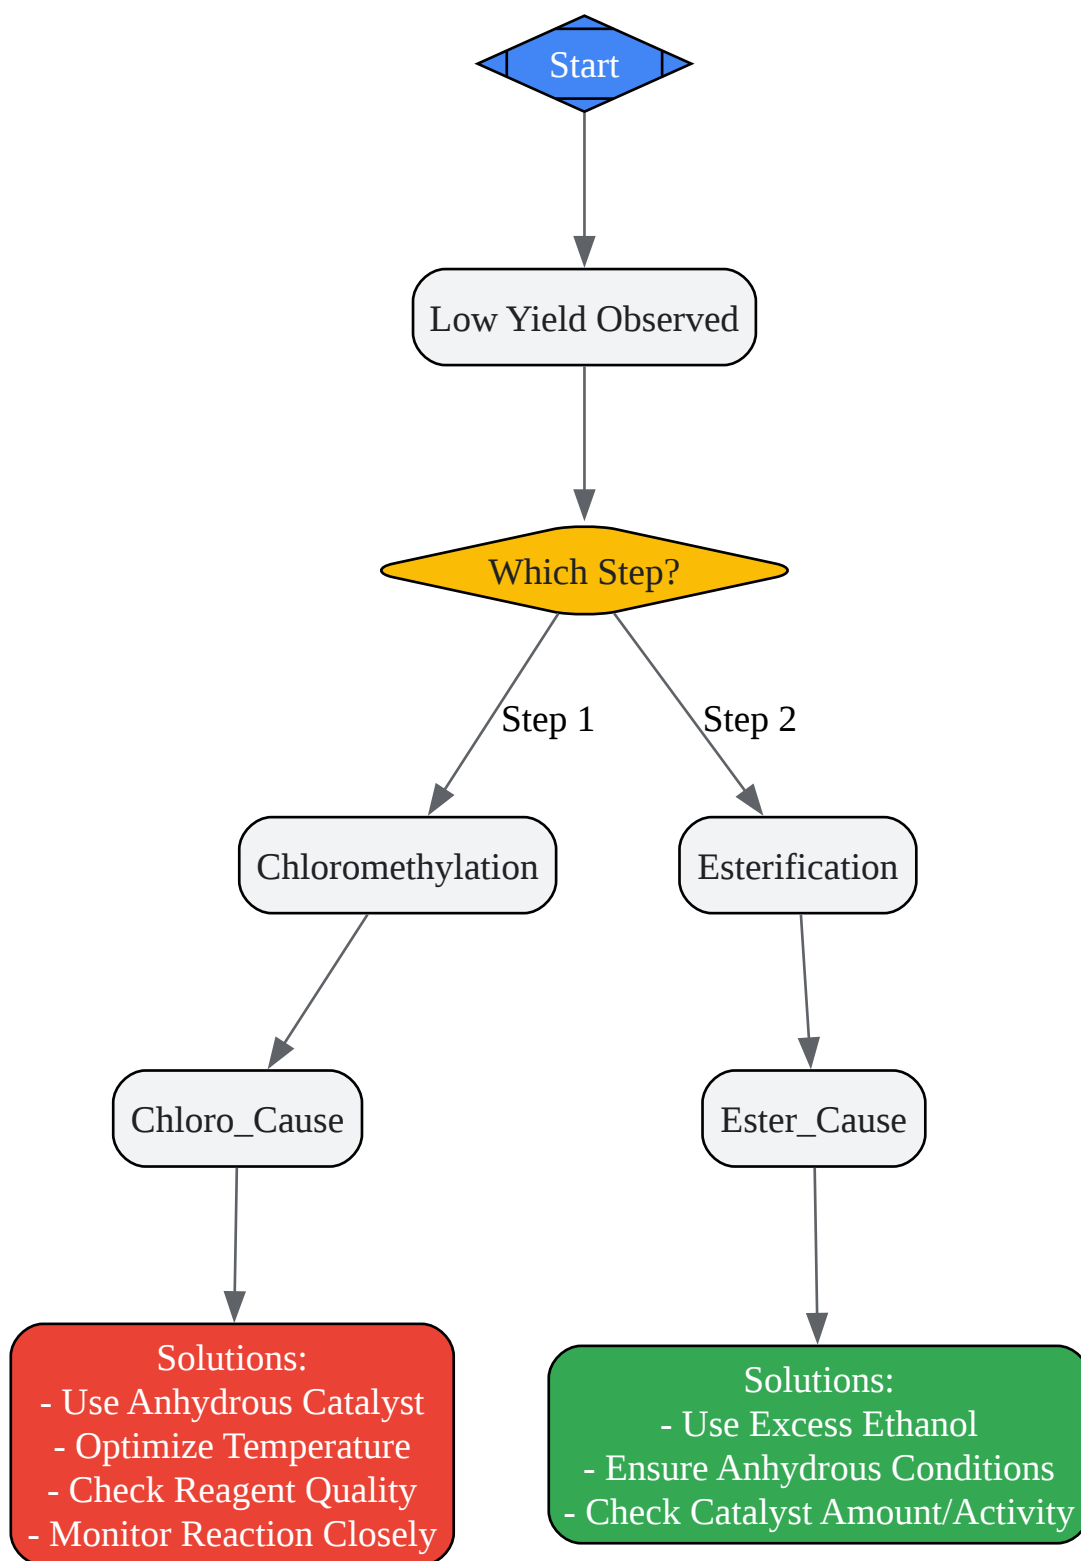 Start
Low Yield Observed
Which Step?
Step 1
Step 2
Chloromethylation
Esterification
Chloro_Cause
Ester_Cause
Solutions:
- Use Anhydrous Catalyst
- Optimize Temperature
- Check Reagent Quality
- Monitor Reaction Closely
Solutions:
- Use Excess Ethanol
- Ensure Anhydrous Conditions
- Check Catalyst Amount/Activity